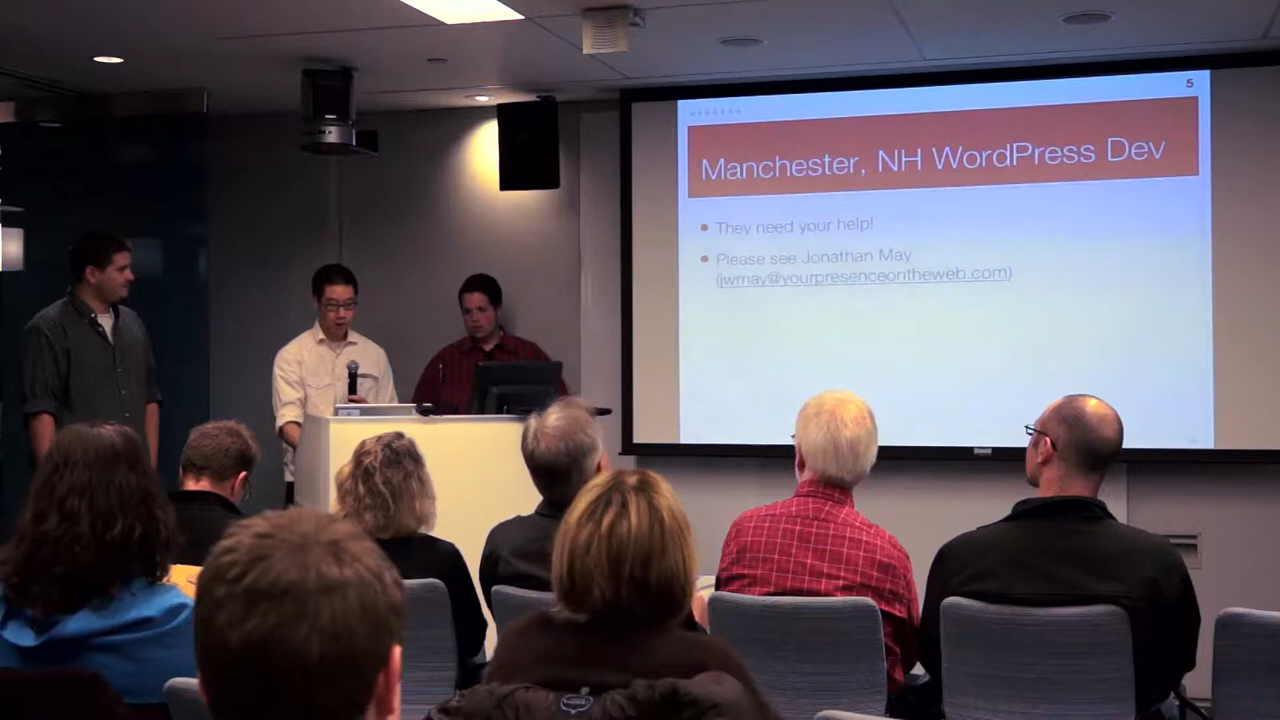 5
Manchester, NH WordPress Dev
They need your help!
Please see Jonathan May
(jwmay@yourpresenceontheweb.com)